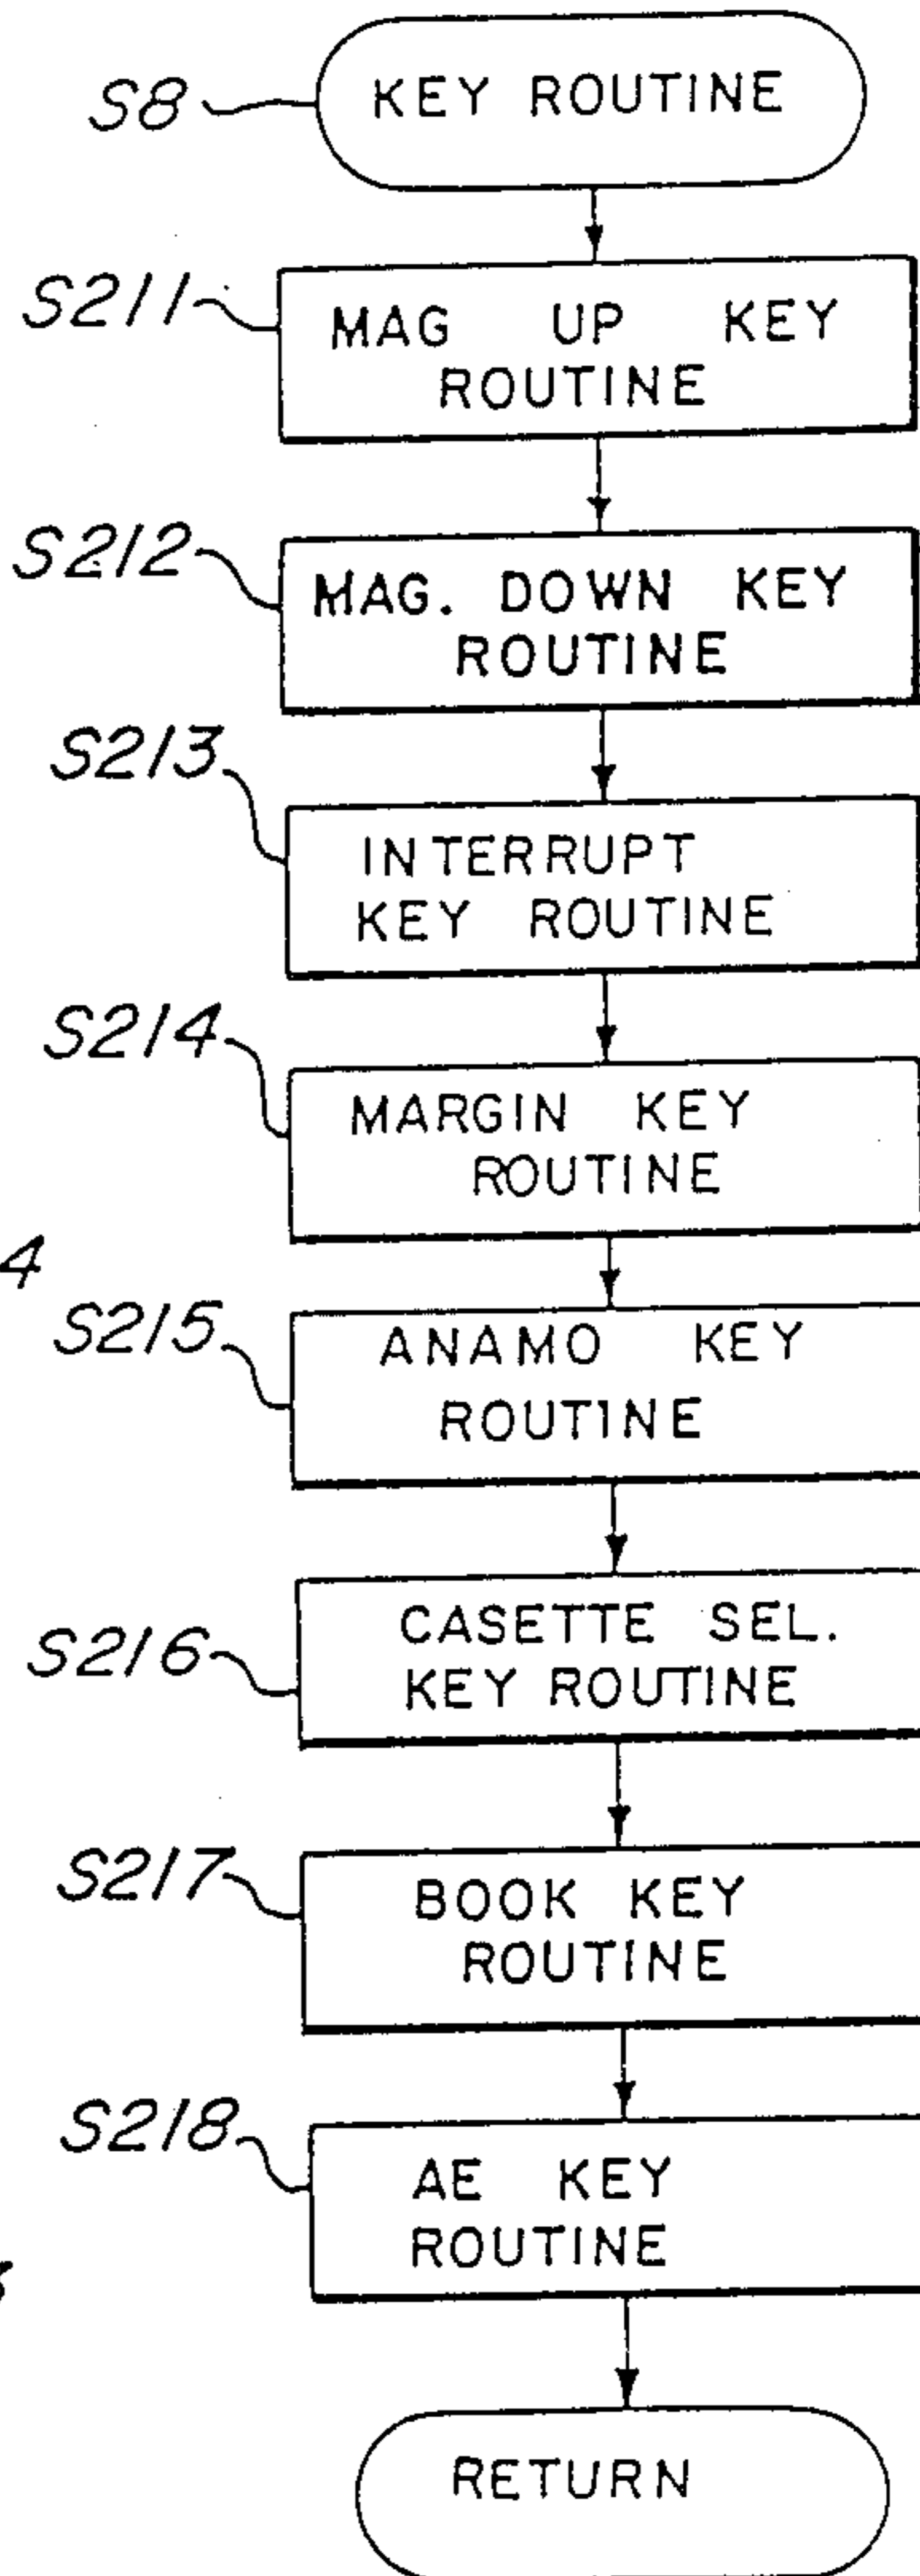 S8
KEY ROUTINE
S211
MAG UP KEY
ROUTINE
S212
MAG. DOWN KEY
ROUTINE
S213
INTERRUPT
KEY ROUTINE
S214
MARGIN KEY
ROUTINE
4
S215
ANAMO KEY
ROUTINE
S216
CASETTE SEL.
KEY ROUTINE
S217
BOOK KEY
ROUTINE
S218
AE KEY
ROUTINE
RETURN